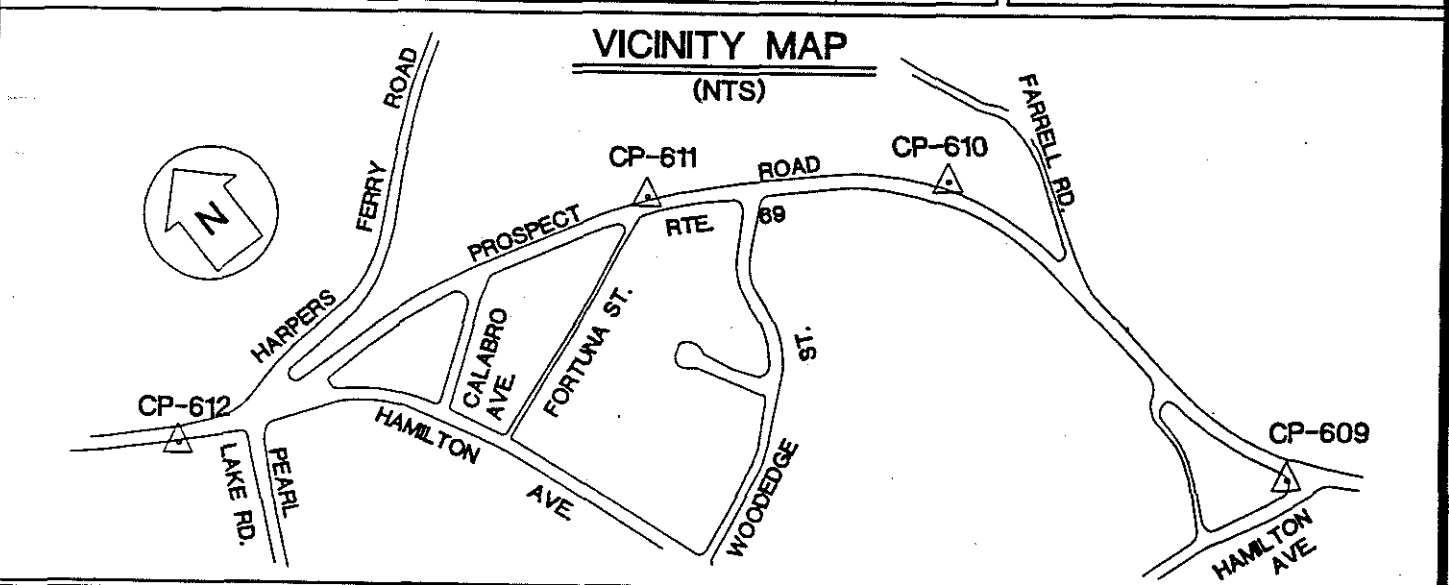 VICINITY MAP
(NTS)
N
HARPERS
FERRY
ROAD
FARRELL RD.
CP-611
CP-610
PROSPECT
ROAD
RTE.
69
CALABRO
AVE.
FORTUNA ST.
WOODEDGE
ST.
CP-612
PEARL
LAKE RD.
HAMILTON
AVE.
CP-609
HAMILTON
AVE.